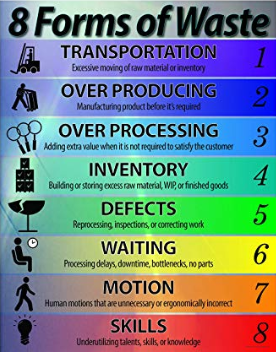 8 Forms of Waste
TRANSPORTATION 1
Excessive moving of raw material or inventory
OVER PRODUCING 2
Manufacturing product before it's required
OVER PROCESSING 3
Adding extra value when it is not required to satisfy the customer
INVENTORY 4
Building or storing excess raw material, WIP, or finished goods
DEFECTS 5
Reprocessing, inspections, or correcting work
WAITING 6
Processing delays, downtime, bottlenecks, no parts
MOTION 7
Human motions that are unnecessary or ergonomically incorrect
SKILLS 8
Underutilizing talents, skills, or knowledge